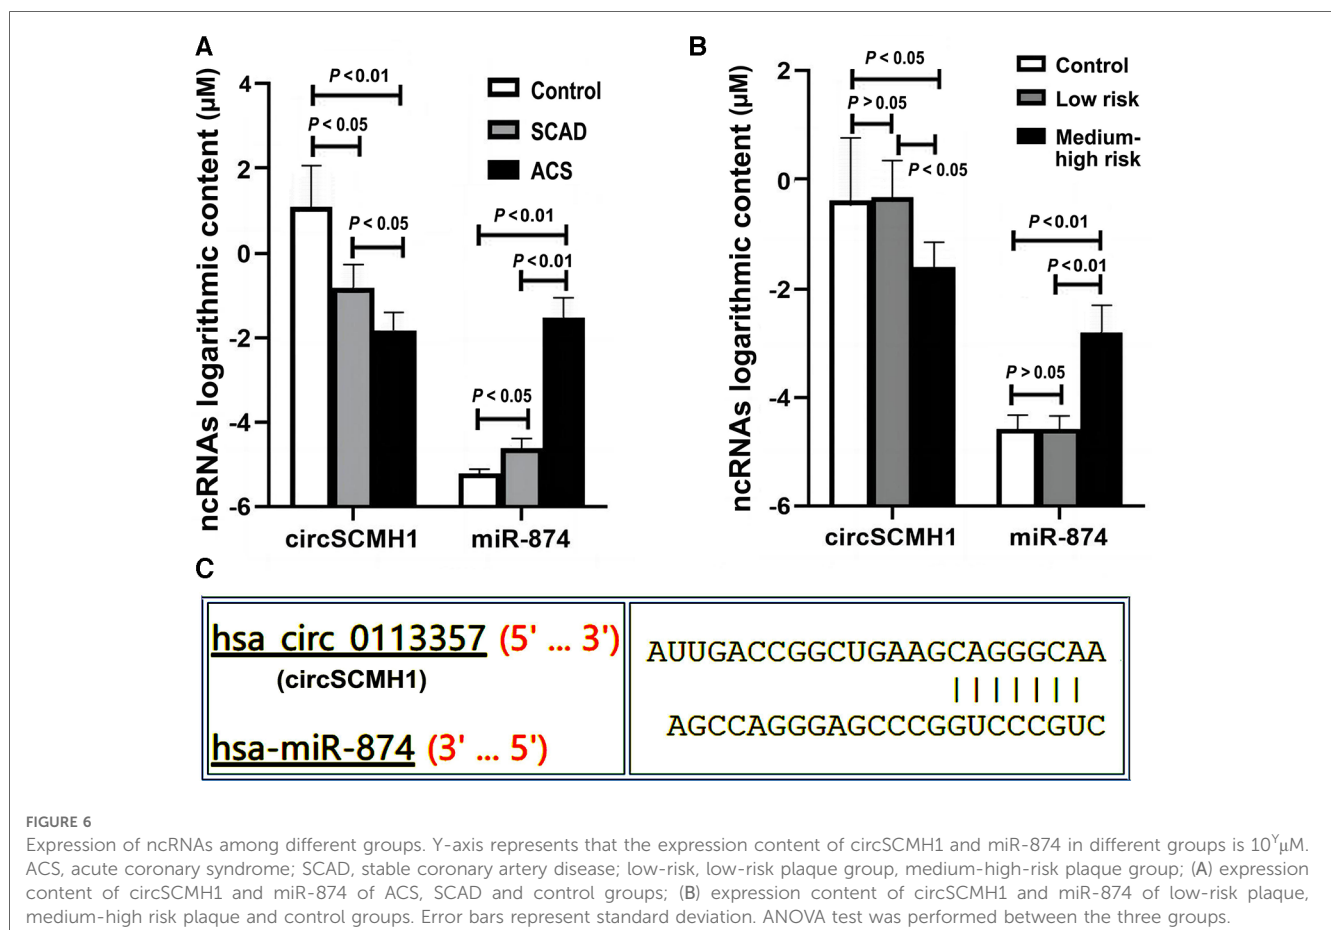 A
ncRNAs logarithmic content (μM)
4
2
0
-2
-4
-6
P<0.01
P < 0.05
P < 0.05
P < 0.01
P < 0.01
P < 0.05
Control
SCAD
ACS
circSCMH1
miR-874
B
ncRNAs logarithmic content (μM)
2
0
-2
-4
-6
P < 0.05
P > 0.05
P < 0.05
P < 0.01
P < 0.01
P > 0.05
Control
Low risk
Medium-
high risk
circSCMH1
miR-874
C
hsa circ 0113357 (5' ... 3')
(circSCMH1)
hsa-miR-874 (3' ... 5')
AUUGACCGGCUGAAGCAGGGCAA
| | | | | | |
AGCCAGGGAGCCCGGUCCCGUC
FIGURE 6
Expression of ncRNAs among different groups. Y-axis represents that the expression content of circSCMH1 and miR-874 in different groups is 10^YμM.
ACS, acute coronary syndrome; SCAD, stable coronary artery disease; low-risk, low-risk plaque group, medium-high-risk plaque group; (A) expression
content of circSCMH1 and miR-874 of ACS, SCAD and control groups; (B) expression content of circSCMH1 and miR-874 of low-risk plaque,
medium-high risk plaque and control groups. Error bars represent standard deviation. ANOVA test was performed between the three groups.